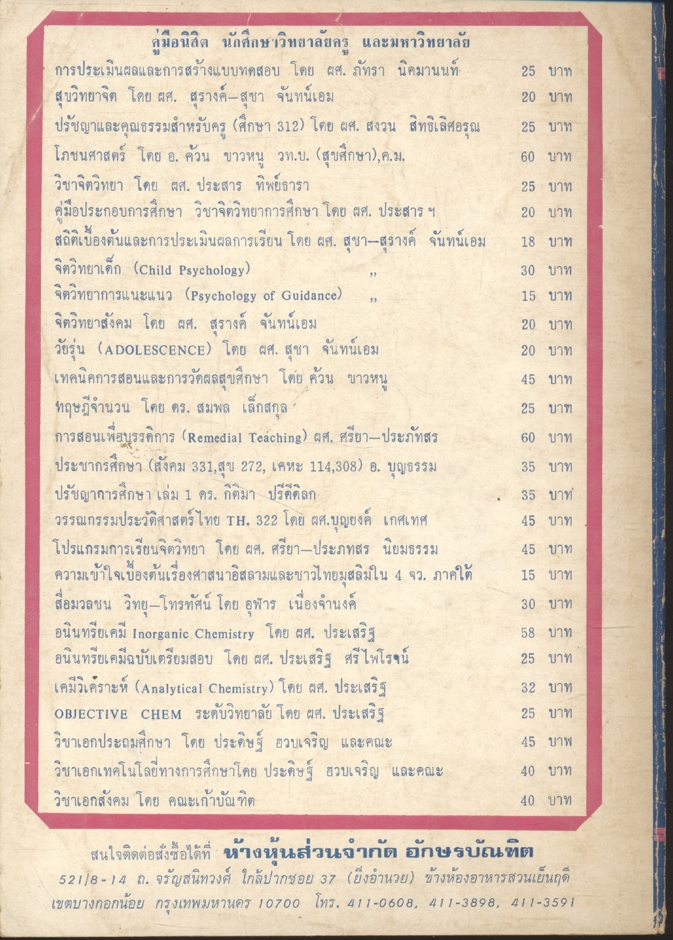 คู่มือนิสิต นักศึกษาวิทยาลัยครู และมหาวิทยาลัย
การประเมินผลและการสร้างแบบทดสอบ โดย ผศ. ภัทรา นิคมานนท์ 25 บาท
สุขวิทยาจิต โดย ผศ. สุรางค์—สุชา จันทน์เอม 20 บาท
ปรัชญาและคุณธรรมสำหรับครู (ศึกษา 312) โดย ผศ. สงวน สิทธิเลิศอรุณ 25 บาท
โภชนศาสตร์ โดย อ. ค้วน ขาวหนู วท.บ. (สุขศึกษา),ค.ม. 60 บาท
วิชาจิตวิทยา โดย ผศ. ประสาร ทิพย์ธารา 25 บาท
คู่มือประกอบการศึกษา วิชาจิตวิทยาการศึกษา โดย ผศ. ประสาร ฯ 20 บาท
สถิติเบื้องต้นและการประเมินผลการเรียน โดย ผศ. สุชา—สุรางค์ จันทน์เอม 18 บาท
จิตวิทยาเด็ก (Child Psychology) ,, 30 บาท
จิตวิทยาการแนะแนว (Psychology of Guidance) ,, 15 บาท
จิตวิทยาสังคม โดย ผศ. สุรางค์ จันทน์เอม 20 บาท
วัยรุ่น (ADOLESCENCE) โดย ผศ. สุชา จันทน์เอม 20 บาท
เทคนิคการสอนและการวัดผลสุขศึกษา โดย ค้วน ขาวหนู 45 บาท
ทฤษฎีจำนวน โดย ดร. สมพล เล็กสกุล 25 บาท
การสอนเพื่อบูรติการ (Remedial Teaching) ผศ. ศรียา—ประภัทสร 60 บาท
ประชากรศึกษา (สังคม 331,สุข 272, เคหะ 114,308) อ. บุญธรรม 35 บาท
ปรัชญาการศึกษา เล่ม 1 ดร. กิติมา ปรีดีดิลก 35 บาท
วรรณกรรมประวัติศาสตร์ไทย TH. 322 โดย ผศ.บุญยงค์ เกศเทศ 45 บาท
โปรแกรมการเรียนจิตวิทยา โดย ผศ. ศรียา—ประภทสร นิยมธรรม 45 บาท
ความเข้าใจเบื้องต้นเรื่องศาสนาอิสลามและชาวไทยมุสลิมใน 4 จว. ภาคใต้ 15 บาท
สื่อมวลชน วิทยุ—โทรทัศน์ โดย อุฬาร เนื่องจำนงค์ 30 บาท
อนินทรียเคมี Inorganic Chemistry โดย ผศ. ประเสริฐ 58 บาท
อนินทรียเคมีฉบับเตรียมสอบ โดย ผศ. ประเสริฐ ศรีไพโรจน์ 25 บาท
เคมีวิเคราะห์ (Analytical Chemistry) โดย ผศ. ประเสริฐ 32 บาท
OBJECTIVE CHEM ระดับวิทยาลัย โดย ผศ. ประเสริฐ 25 บาท
วิชาเอกประถมศึกษา โดย ประดิษฐ์ ฮวบเจริญ และคณะ 45 บาท
วิชาเอกเทคโนโลยีทางการศึกษาโดย ประดิษฐ์ ฮวบเจริญ และคณะ 40 บาท
วิชาเอกสังคม โดย คณะเก้าบัณฑิต 40 บาท
สนใจติดต่อสั่งซื้อได้ที่ ห้างหุ้นส่วนจำกัด อักษรบัณฑิต
521/8-14 ถ. จรัญสนิทวงศ์ ใกล้ปากซอย 37 (ยิ่งอำนวย) ข้างห้องอาหารสวนเย็นฤดี
เขตบางกอกน้อย กรุงเทพมหานคร 10700 โทร. 411-0608, 411-3898, 411-3591